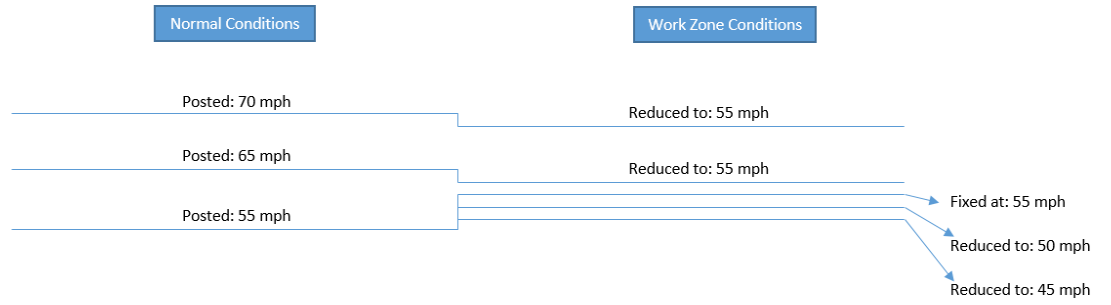 Normal Conditions
Work Zone Conditions
Posted: 70 mph
Reduced to: 55 mph
Posted: 65 mph
Reduced to: 55 mph
Posted: 55 mph
Fixed at: 55 mph
Reduced to: 50 mph
Reduced to: 45 mph